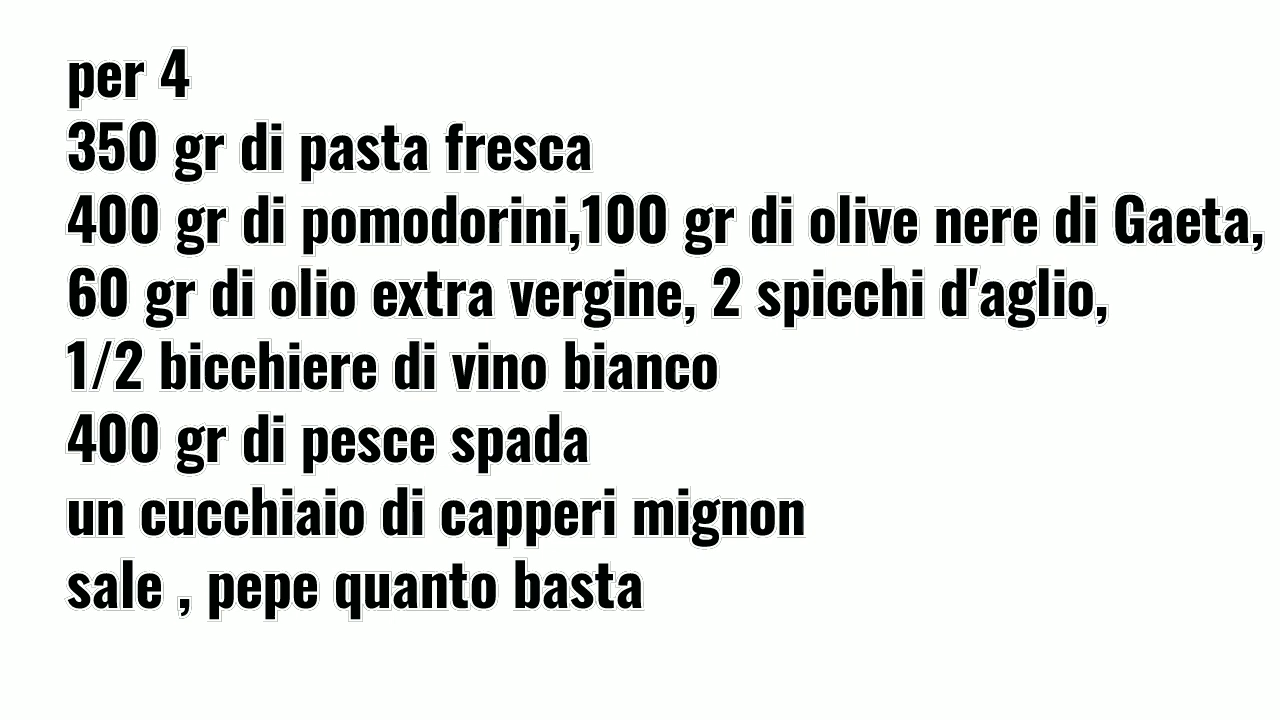 per 4
350 gr di pasta fresca
400 gr di pomodorini,100 gr di olive nere di Gaeta,
60 gr di olio extra vergine, 2 spicchi d'aglio,
1/2 bicchiere di vino bianco
400 gr di pesce spada
un cucchiaio di capperi mignon
sale , pepe quanto basta